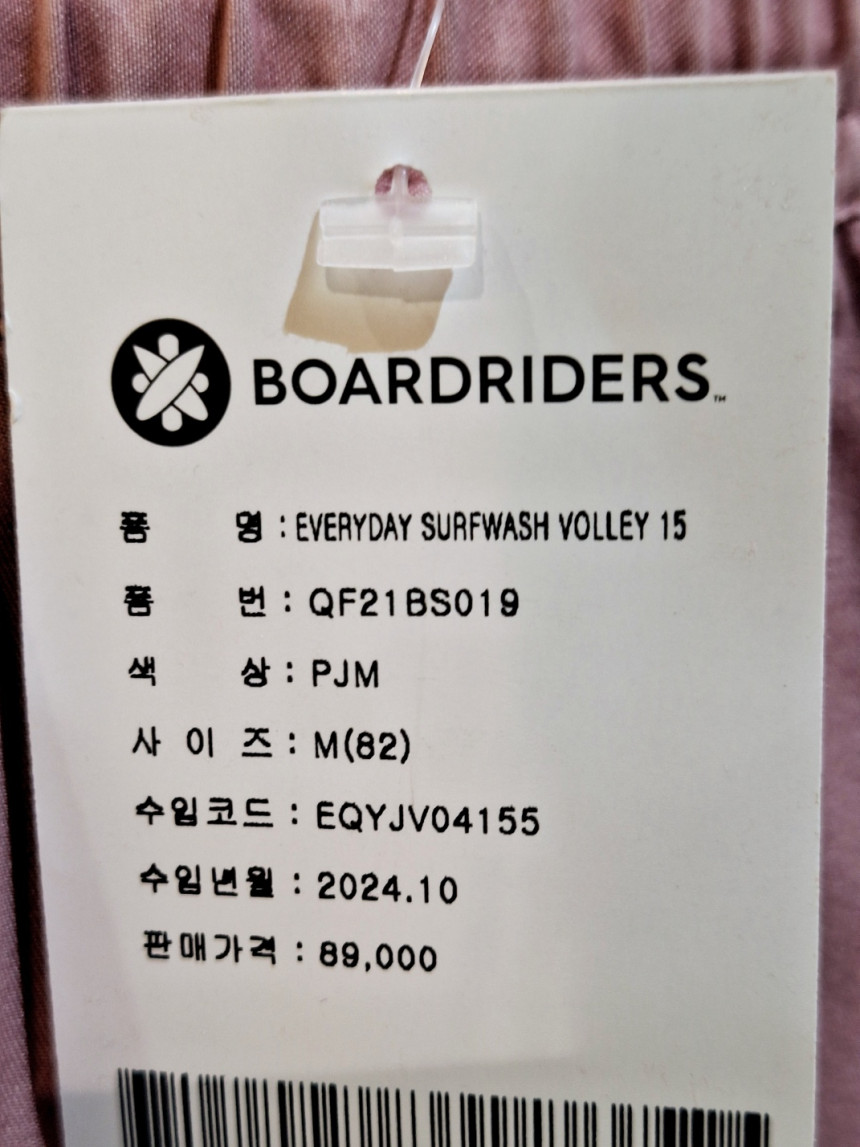 BOARDRIDERS™
품 명 : EVERYDAY SURFWASH VOLLEY 15
품 번 : QF21BS019
색 상 : PJM
사 이 즈 : M(82)
수입코드 : EQYJV04155
수입년월 : 2024.10
판매가격 : 89,000